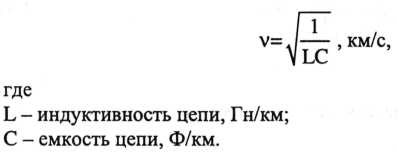 ν=√(1/LC) , км/с,
где
L – индуктивность цепи, Гн/км;
C – емкость цепи, Ф/км.